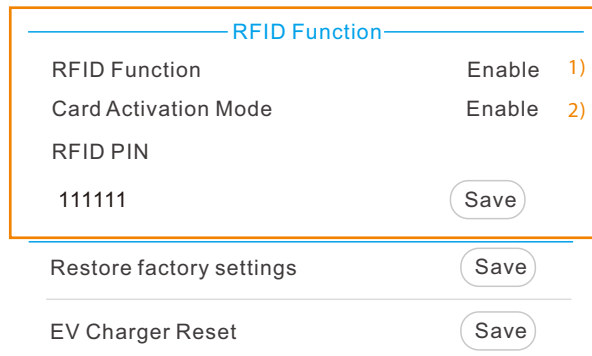 RFID Function
RFID Function Enable 1)
Card Activation Mode Enable 2)
RFID PIN
111111 Save
Restore factory settings Save
EV Charger Reset Save